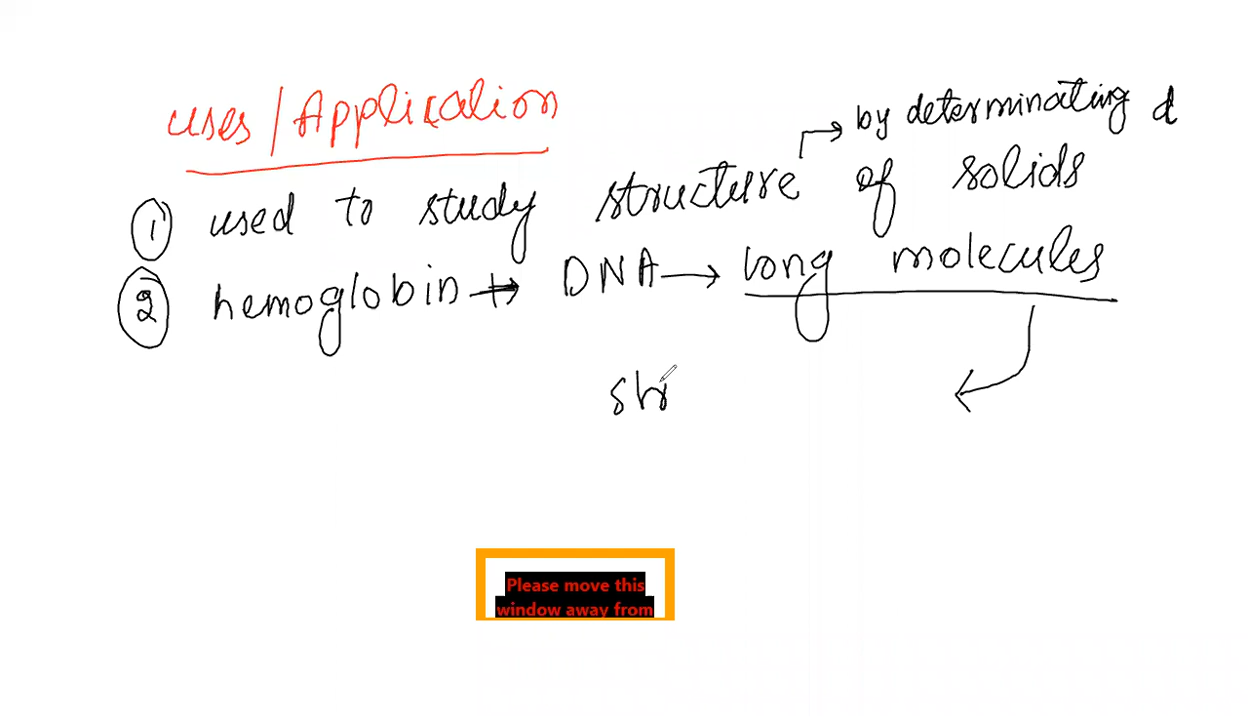 uses / Application
by determinating d
① used to study structure of solids
② hemoglobin → DNA → long molecules
str
Please move this
window away from